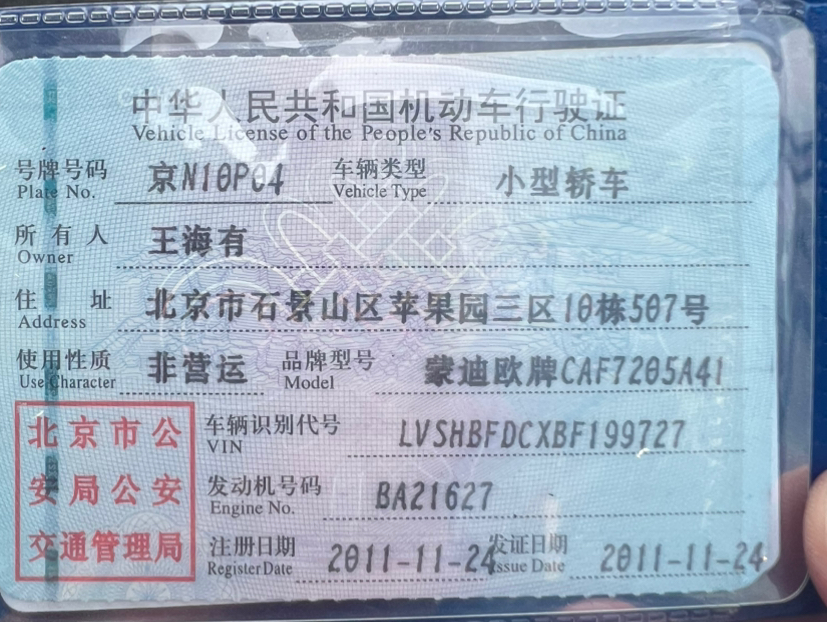 中华人民共和国机动车行驶证
Vehicle License of the People's Republic of China
号牌号码 京N10P04 车辆类型 小型轿车
Plate No. Vehicle Type
所有人 王海有
Owner
住址 北京市石景山区苹果园三区10栋507号
Address
使用性质 非营运 品牌型号 蒙迪欧牌CAF7205A41
Use Character Model
北京市公 车辆识别代号 LVSHBFDCXBF199727
VIN
安局公安 发动机号码 BA21627
Engine No.
交通管理局 注册日期 2011-11-24 发证日期 2011-11-24
Register Date Issue Date